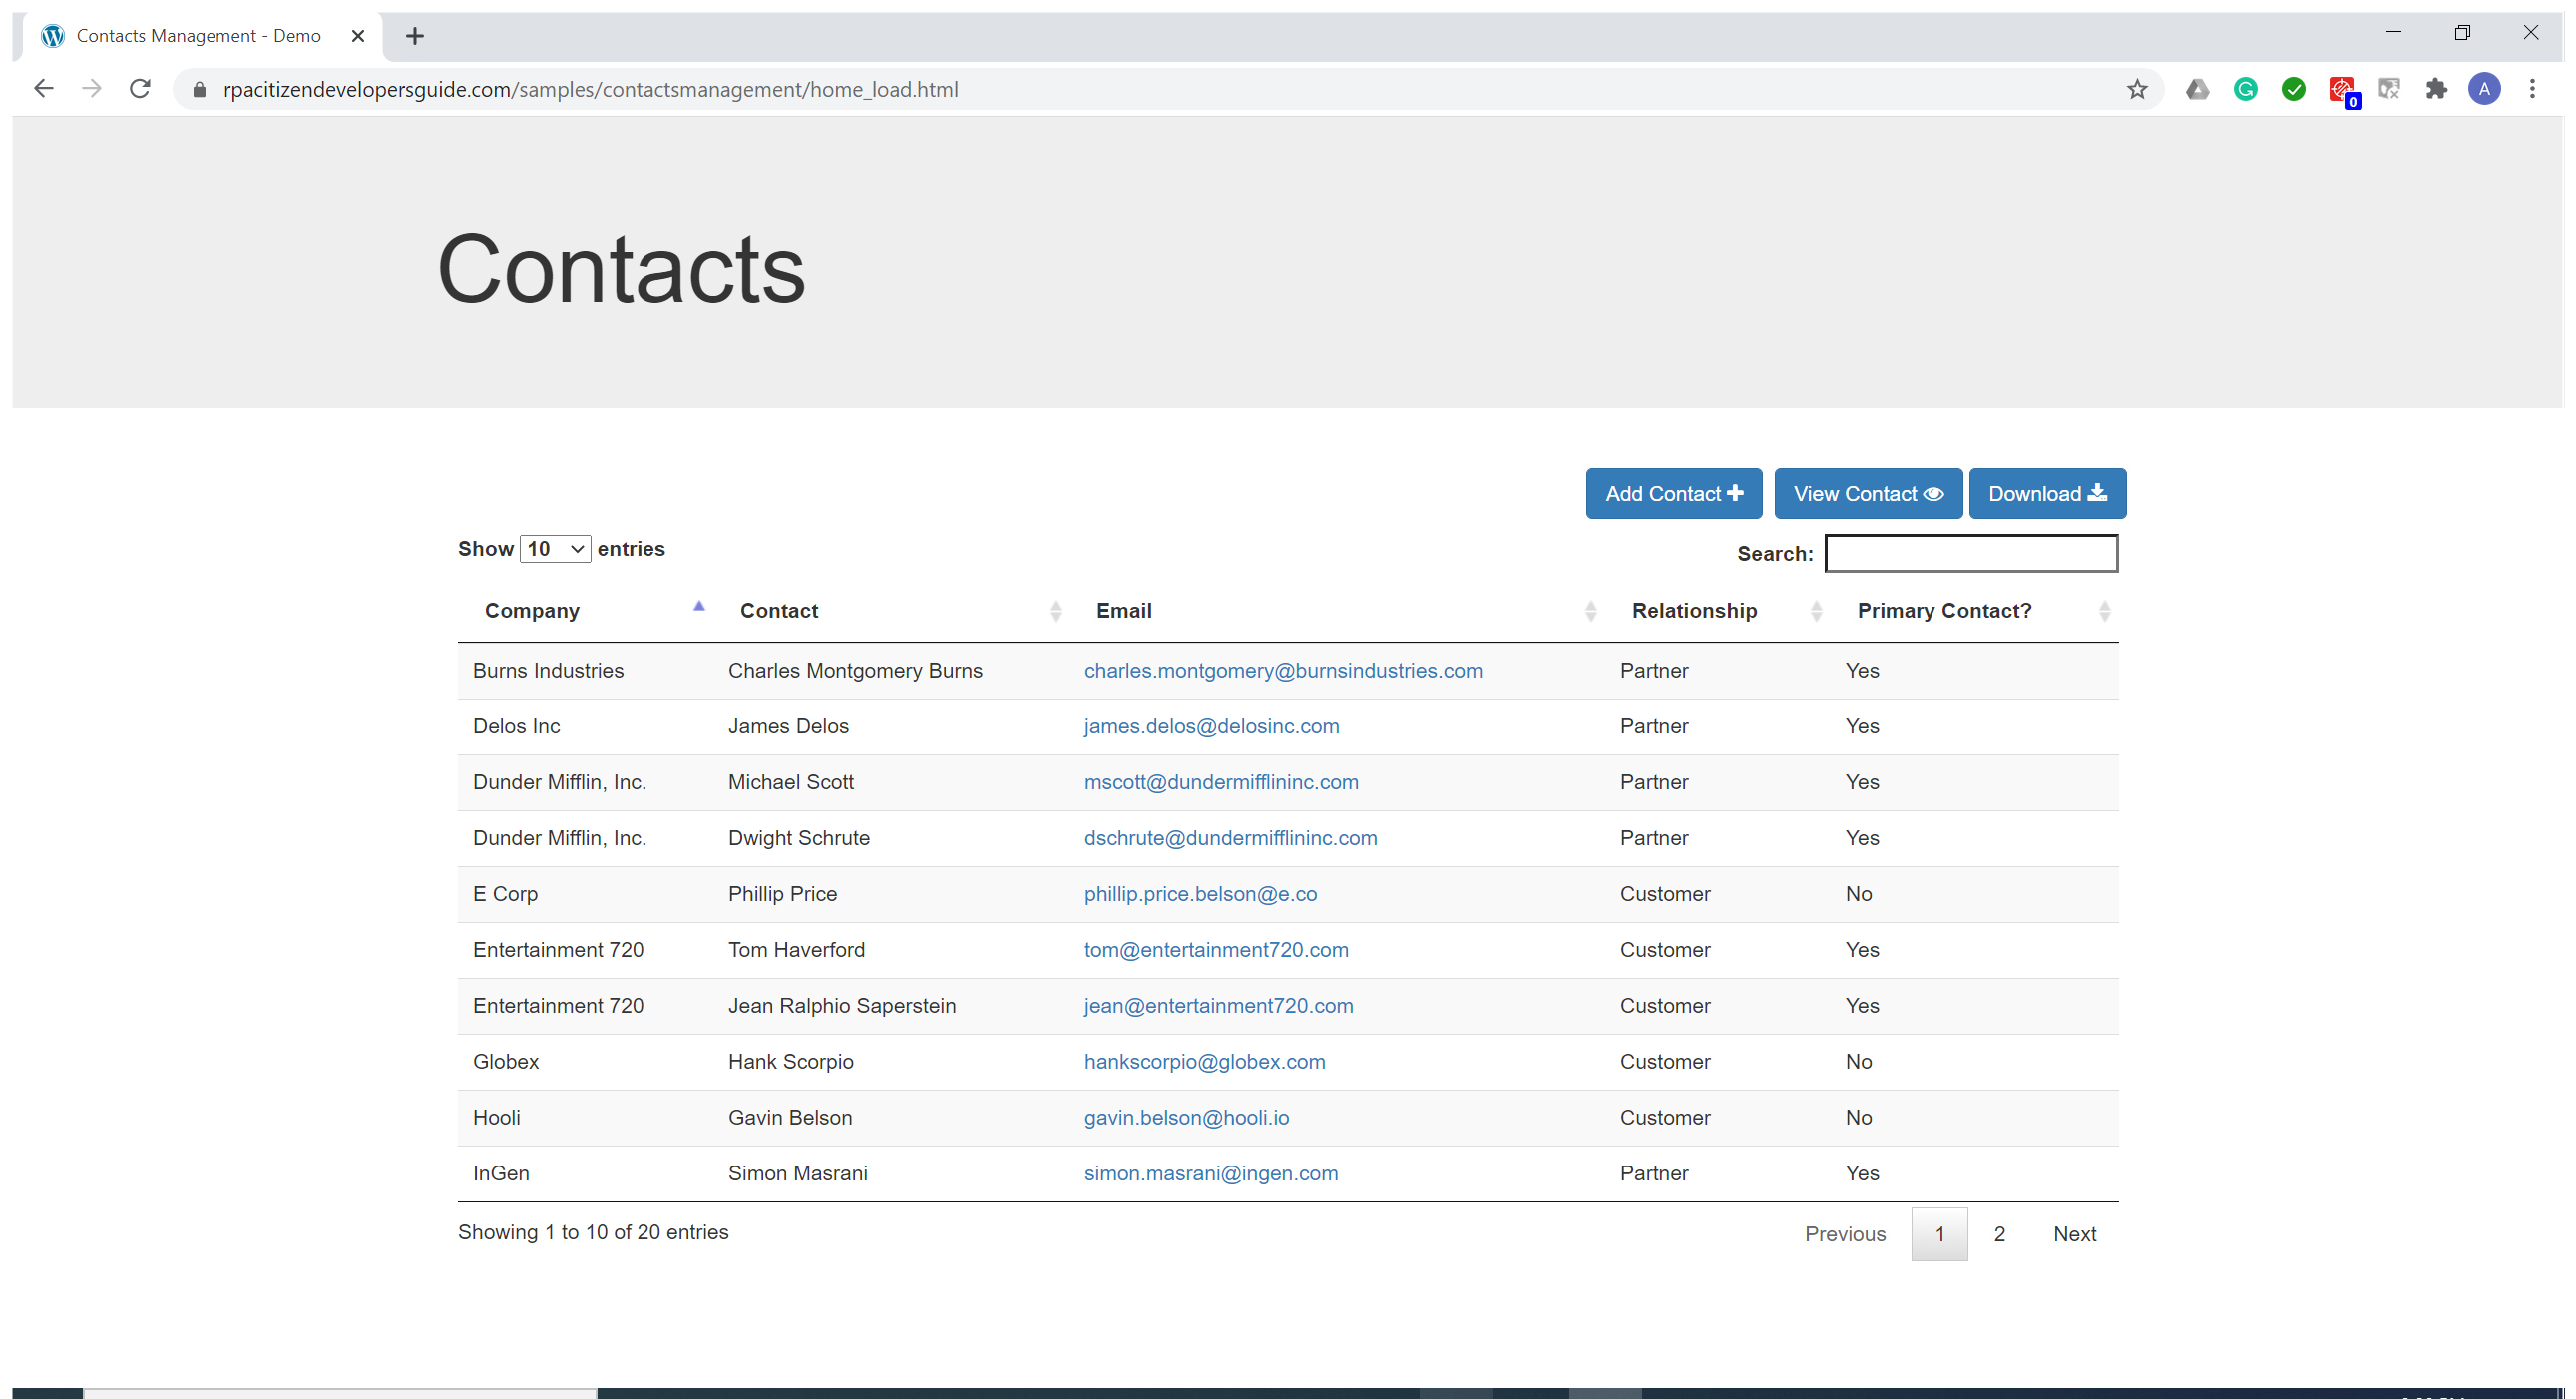 Contacts Management - Demo
rpacitizendevelopersguide.com/samples/contactsmanagement/home_load.html
0
A
Contacts
Add Contact View Contact Download
Show 10 entries
Search:
Company Contact Email Relationship Primary Contact?
Burns Industries Charles Montgomery Burns charles.montgomery@burnsindustries.com Partner Yes
Delos Inc James Delos james.delos@delosinc.com Partner Yes
Dunder Mifflin, Inc. Michael Scott mscott@dundermifflininc.com Partner Yes
Dunder Mifflin, Inc. Dwight Schrute dschrute@dundermifflininc.com Partner Yes
E Corp Phillip Price phillip.price.belson@e.co Customer No
Entertainment 720 Tom Haverford tom@entertainment720.com Customer Yes
Entertainment 720 Jean Ralphio Saperstein jean@entertainment720.com Customer Yes
Globex Hank Scorpio hankscorpio@globex.com Customer No
Hooli Gavin Belson gavin.belson@hooli.io Customer No
InGen Simon Masrani simon.masrani@ingen.com Partner Yes
Showing 1 to 10 of 20 entries
Previous 1 2 Next